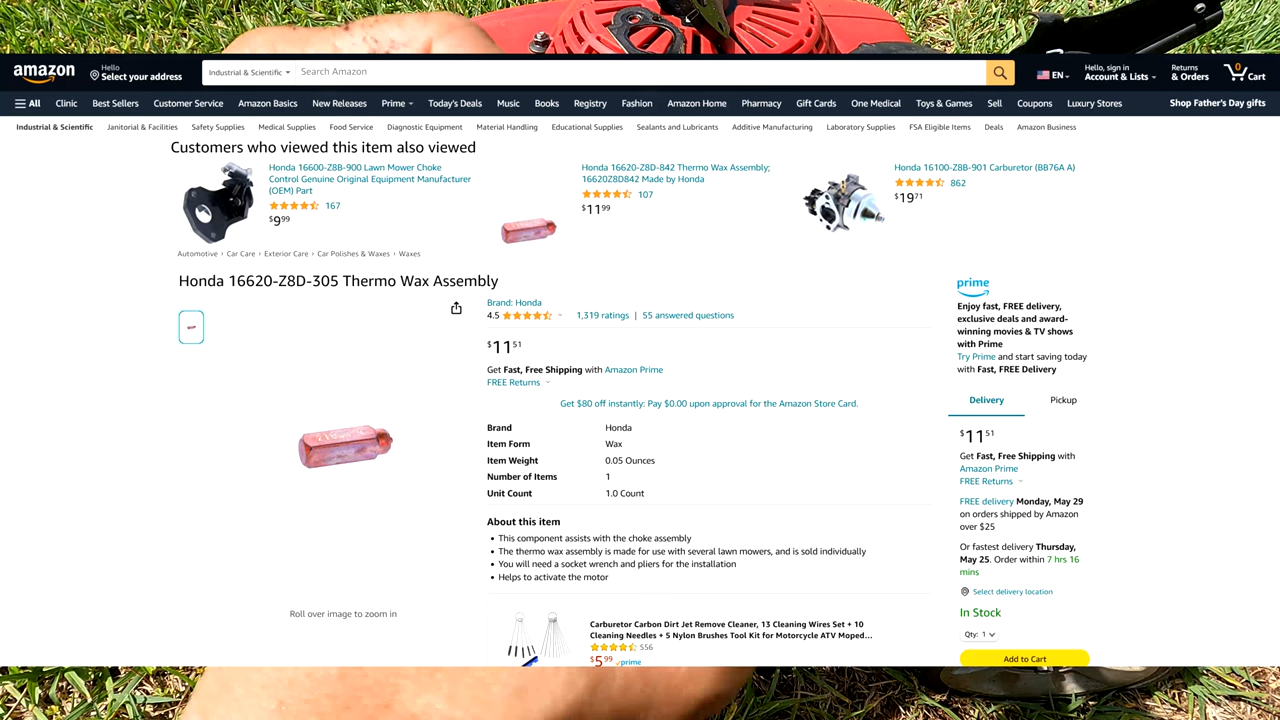 amazon
Hello
Select your address
Industrial & Scientific
Search Amazon
EN
Hello, sign in
Account & Lists
Returns
& Orders
0
Cart
All
Clinic
Best Sellers
Customer Service
Amazon Basics
New Releases
Prime
Today's Deals
Music
Books
Registry
Fashion
Amazon Home
Pharmacy
Gift Cards
One Medical
Toys & Games
Sell
Coupons
Luxury Stores
Shop Father's Day gifts
Industrial & Scientific
Janitorial & Facilities
Safety Supplies
Medical Supplies
Food Service
Diagnostic Equipment
Material Handling
Educational Supplies
Sealants and Lubricants
Additive Manufacturing
Laboratory Supplies
FSA Eligible Items
Deals
Amazon Business
Customers who viewed this item also viewed
Honda 16600-Z8B-900 Lawn Mower Choke
Control Genuine Original Equipment Manufacturer
(OEM) Part
167
$9.99
Honda 16620-Z8D-842 Thermo Wax Assembly;
16620Z8D842 Made by Honda
107
$11.99
Honda 16100-Z8B-901 Carburetor (BB76A A)
862
$19.71
Automotive › Car Care › Exterior Care › Car Polishes & Waxes › Waxes
Honda 16620-Z8D-305 Thermo Wax Assembly
Roll over image to zoom in
Brand: Honda
4.5
1,319 ratings | 55 answered questions
$11.51
Get Fast, Free Shipping with Amazon Prime
FREE Returns
Get $80 off instantly: Pay $0.00 upon approval for the Amazon Store Card.
Brand Honda
Item Form Wax
Item Weight 0.05 Ounces
Number of Items 1
Unit Count 1.0 Count
About this item
• This component assists with the choke assembly
• The thermo wax assembly is made for use with several lawn mowers, and is sold individually
• You will need a socket wrench and pliers for the installation
• Helps to activate the motor
Carburetor Carbon Dirt Jet Remove Cleaner, 13 Cleaning Wires Set + 10
Cleaning Needles + 5 Nylon Brushes Tool Kit for Motorcycle ATV Moped...
556
$5.99 prime
prime
Enjoy fast, FREE delivery,
exclusive deals and award-
winning movies & TV shows
with Prime
Try Prime and start saving today
with Fast, FREE Delivery
Delivery
Pickup
$11.51
Get Fast, Free Shipping with
Amazon Prime
FREE Returns
FREE delivery Monday, May 29
on orders shipped by Amazon
over $25
Or fastest delivery Thursday,
May 25. Order within 7 hrs 16
mins
Select delivery location
In Stock
Qty: 1
Add to Cart